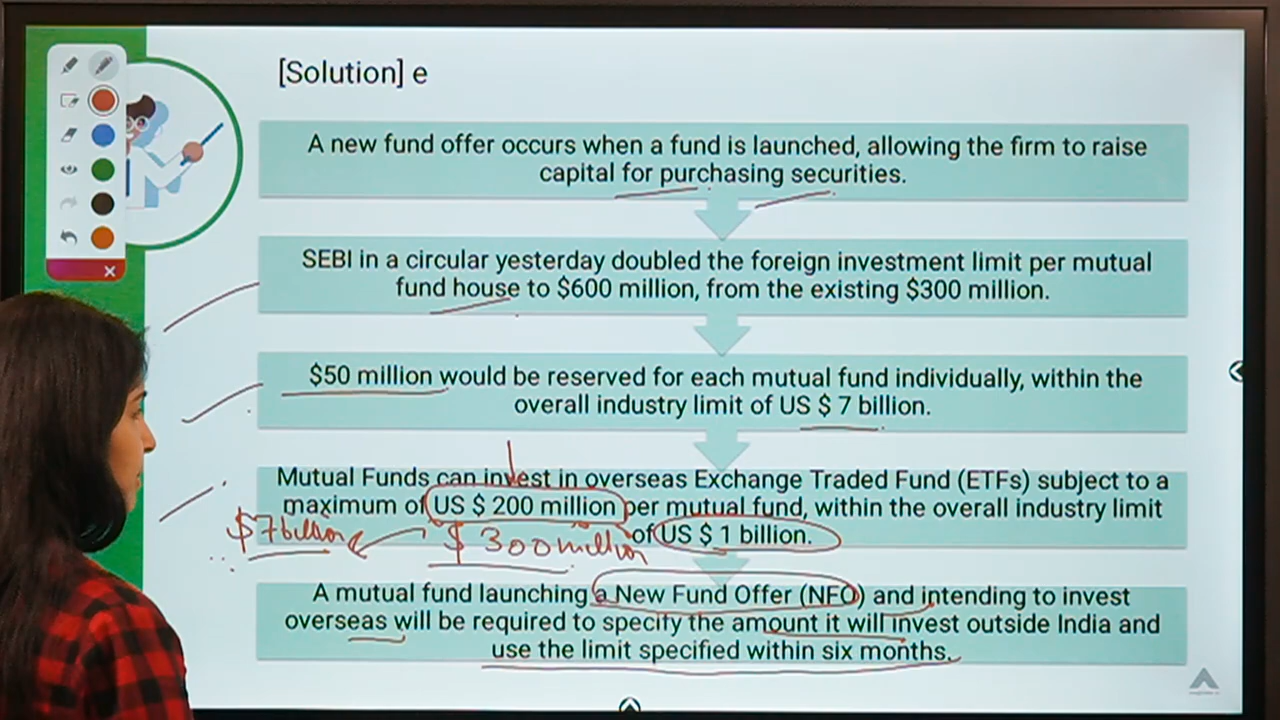 [Solution] e
A new fund offer occurs when a fund is launched, allowing the firm to raise
capital for purchasing securities.
SEBI in a circular yesterday doubled the foreign investment limit per mutual
fund house to $600 million, from the existing $300 million.
$50 million would be reserved for each mutual fund individually, within the
overall industry limit of US $ 7 billion.
Mutual Funds can invest in overseas Exchange Traded Fund (ETFs) subject to a
maximum of US $ 200 million per mutual fund, within the overall industry limit
of US $ 1 billion.
$7 billion
$ 300 million
A mutual fund launching a New Fund Offer (NFO) and intending to invest
overseas will be required to specify the amount it will invest outside India and
use the limit specified within six months.